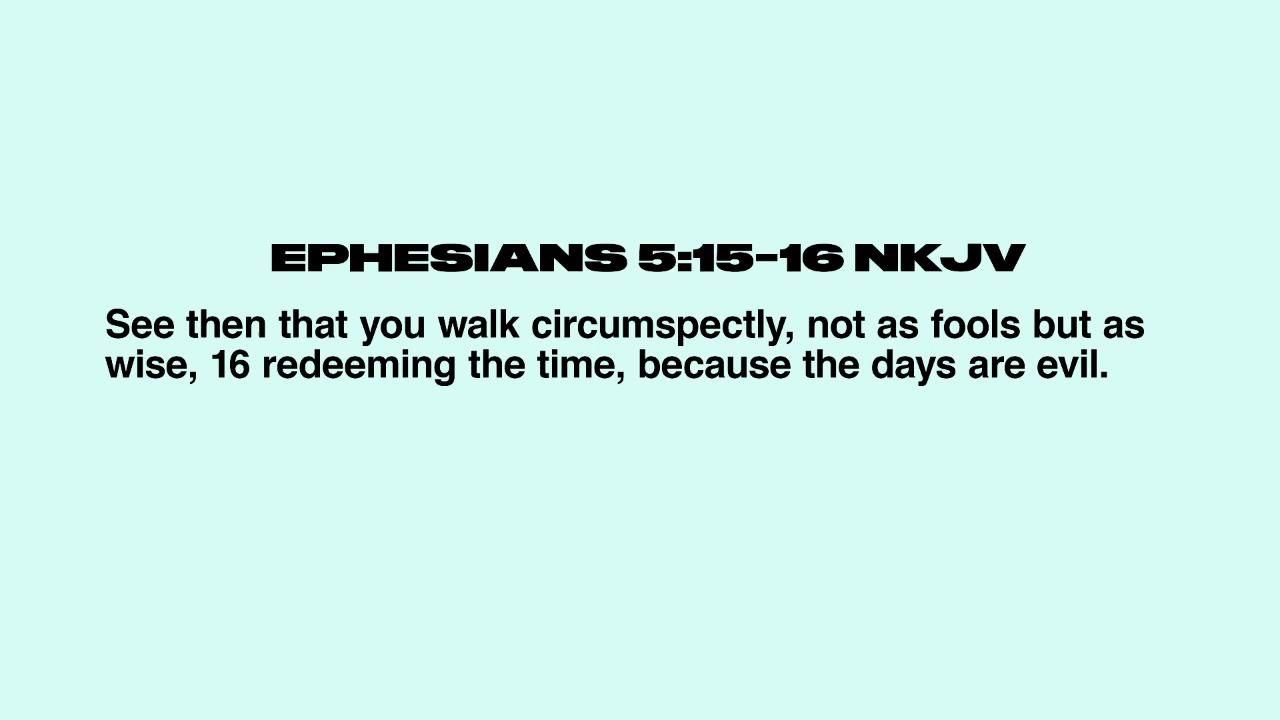 EPHESIANS 5:15-16 NKJV
See then that you walk circumspectly, not as fools but as
wise, 16 redeeming the time, because the days are evil.